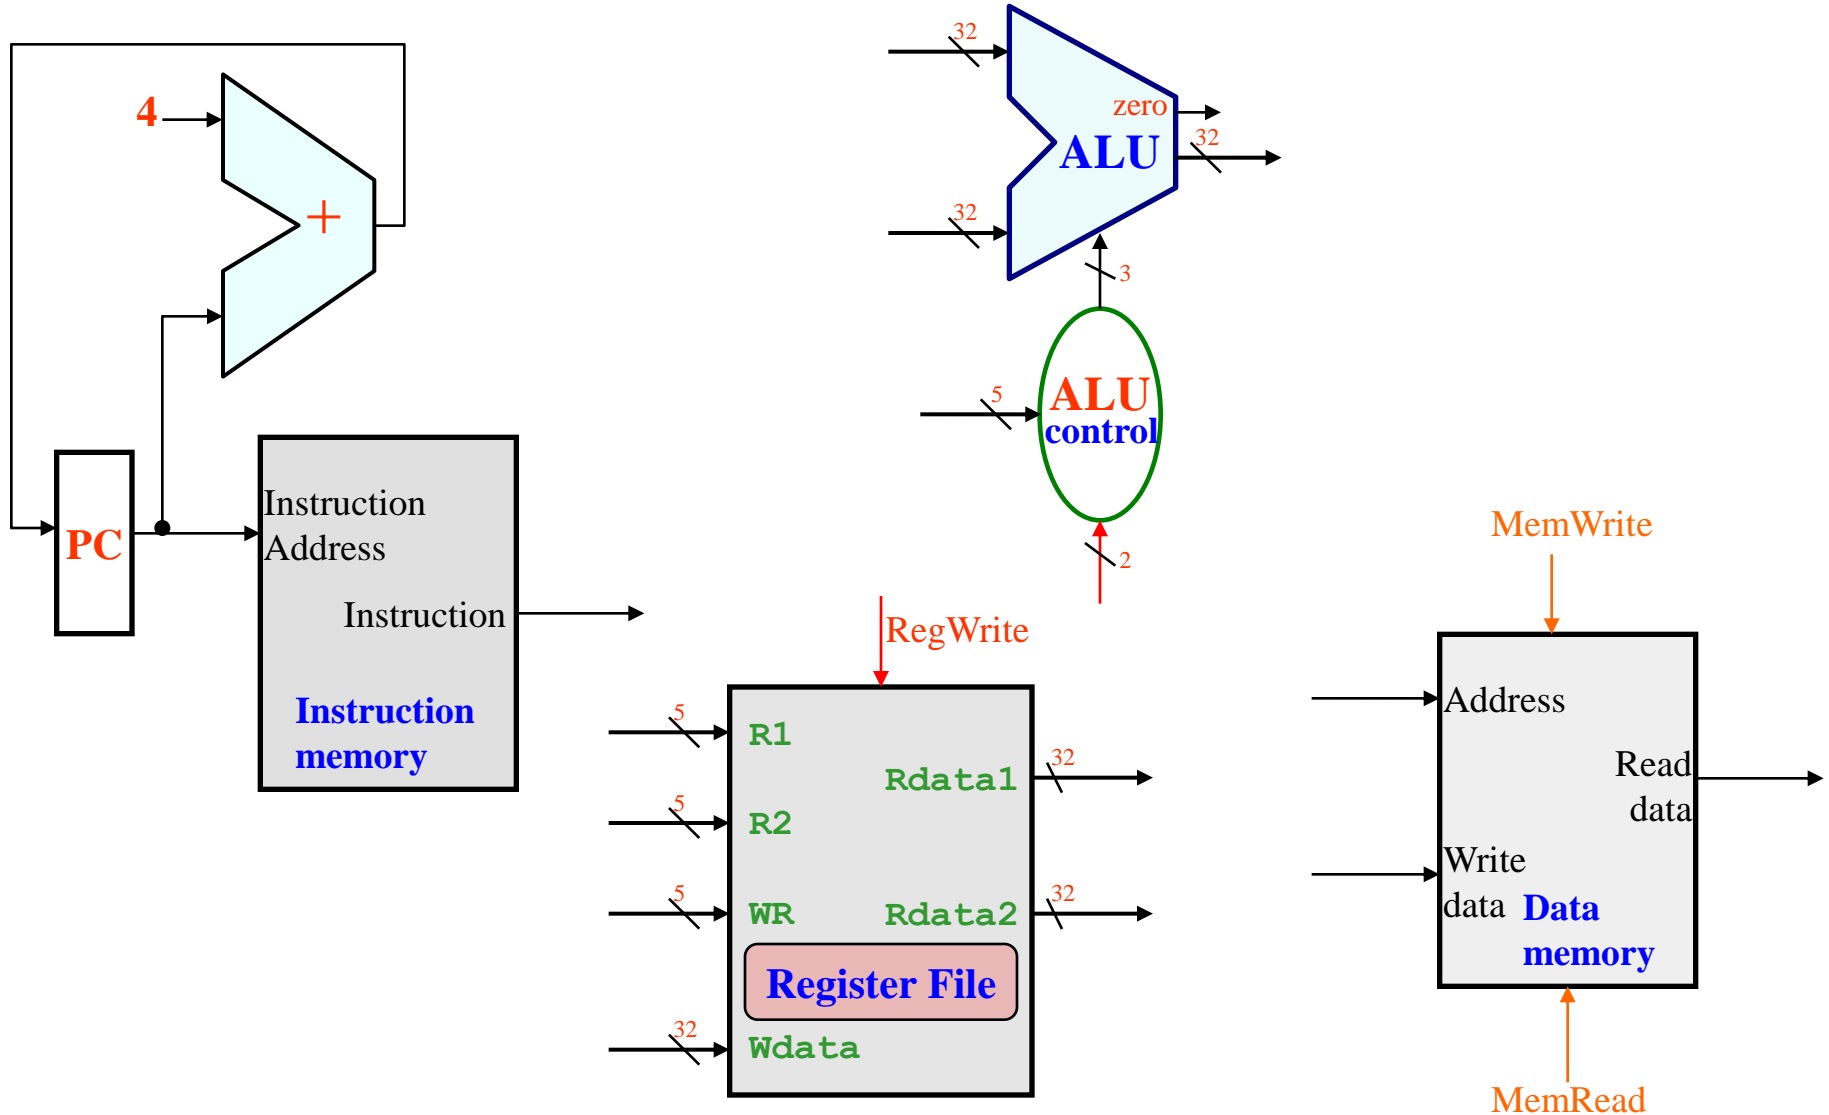 4
+
PC
Instruction
Address
Instruction
Instruction
memory
32
32
zero
ALU
32
3
5
ALU
control
2
RegWrite
5
R1
5
R2
5
WR
32
Wdata
Rdata1
32
Rdata2
32
Register File
MemWrite
Address
Read
data
Write
data
Data
memory
MemRead